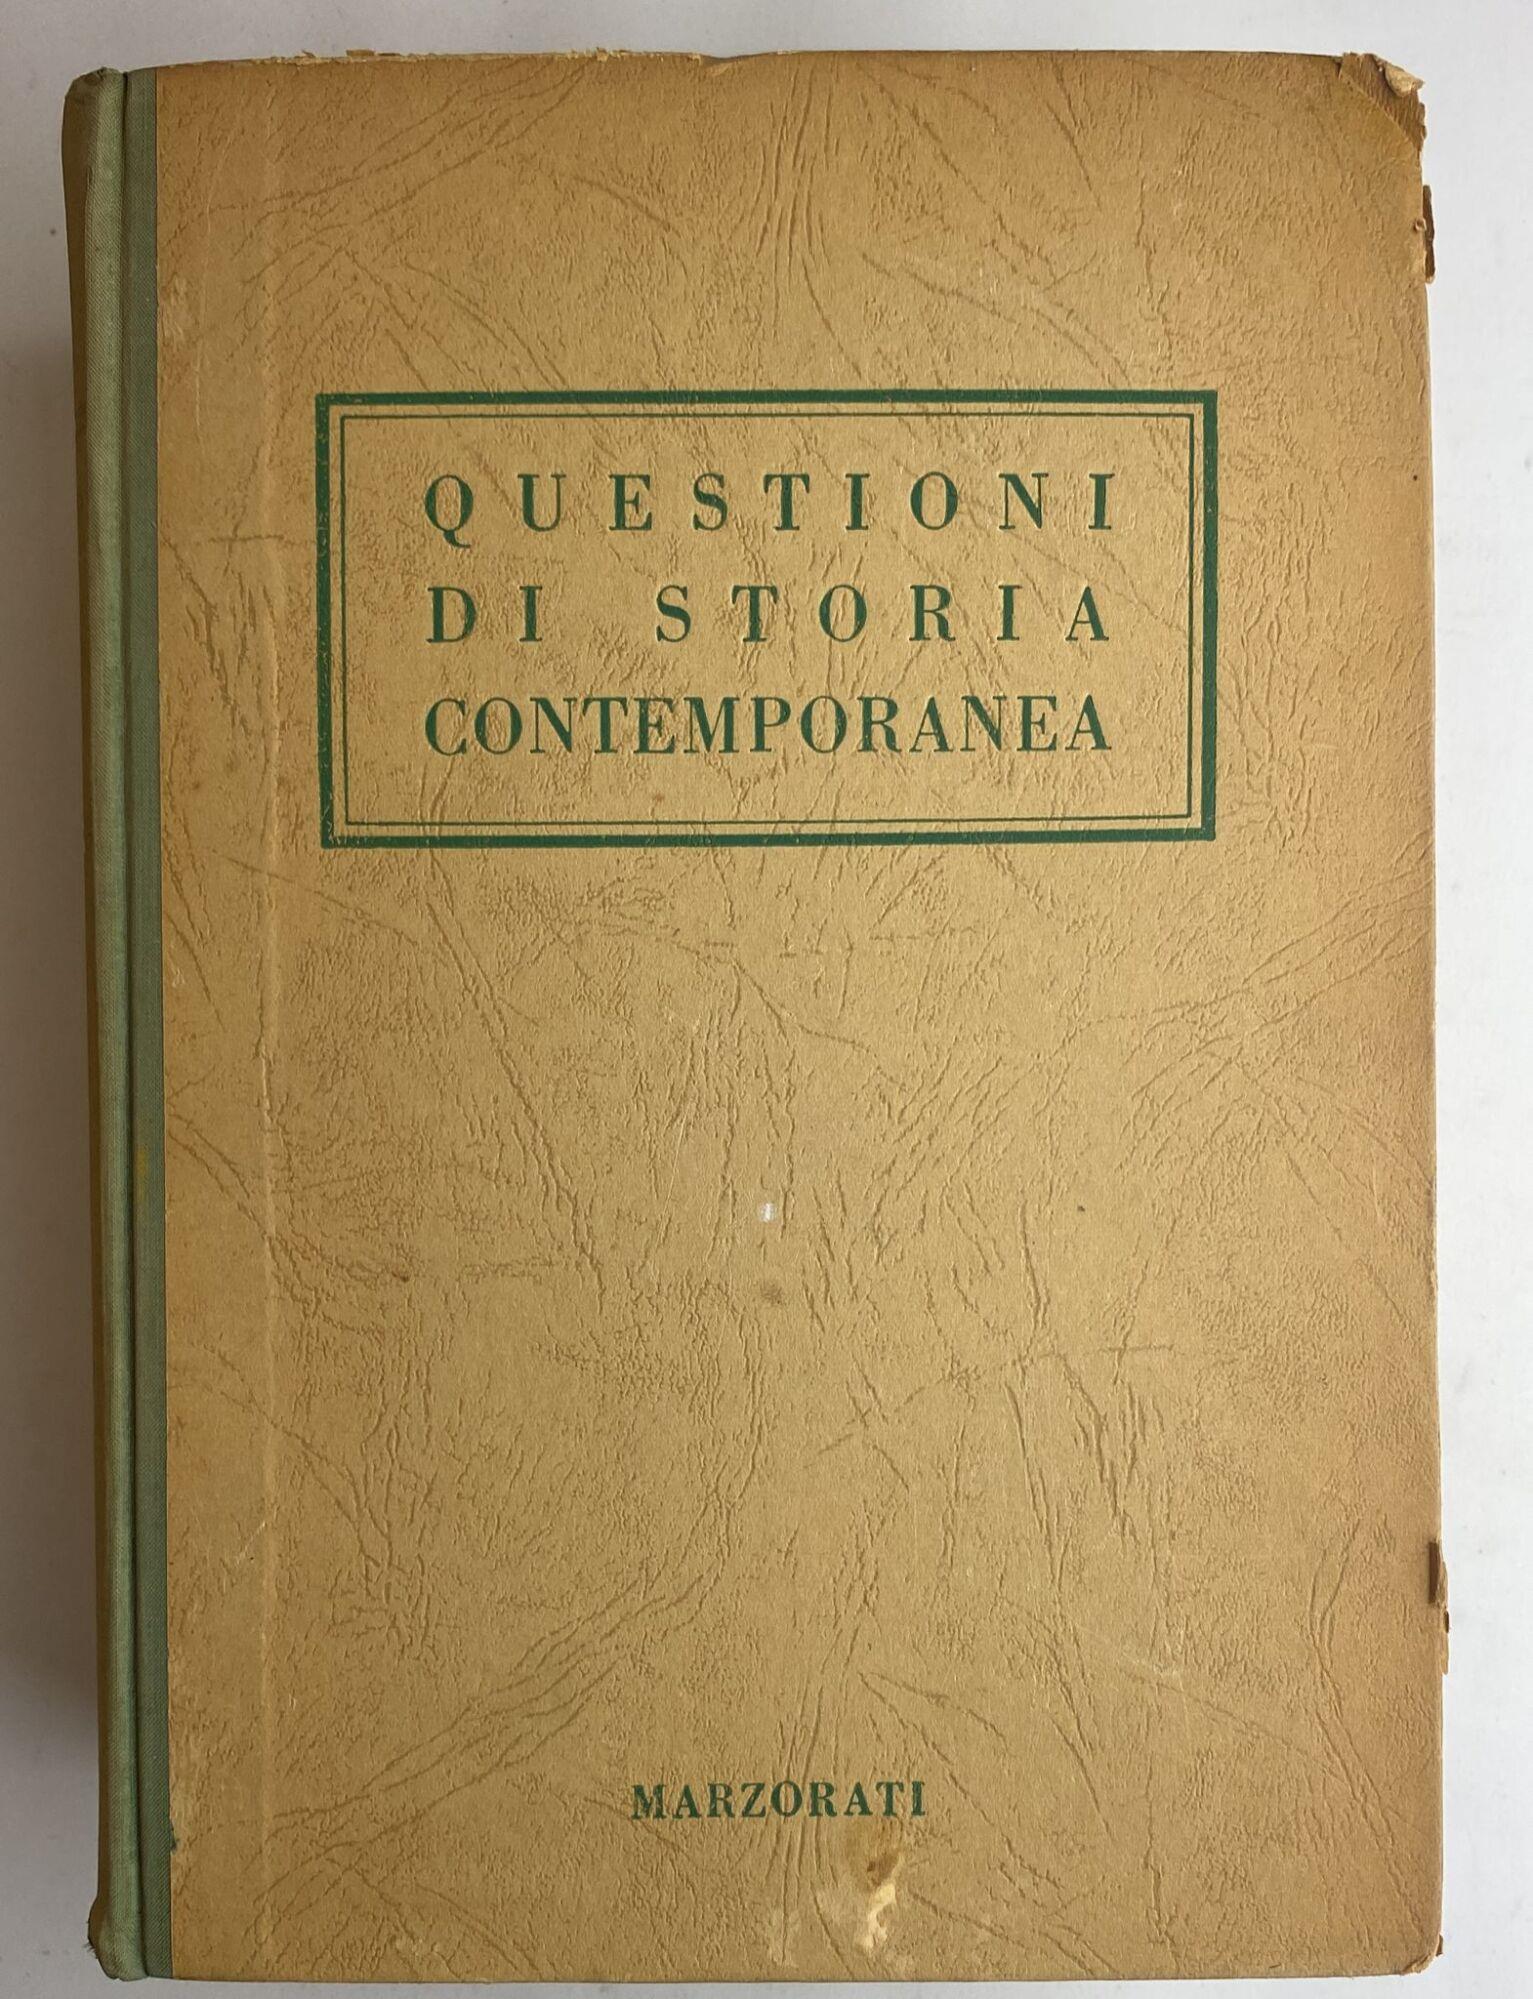 QUESTIONI
DI STORIA
CONTEMPORANEA
MARZORATI